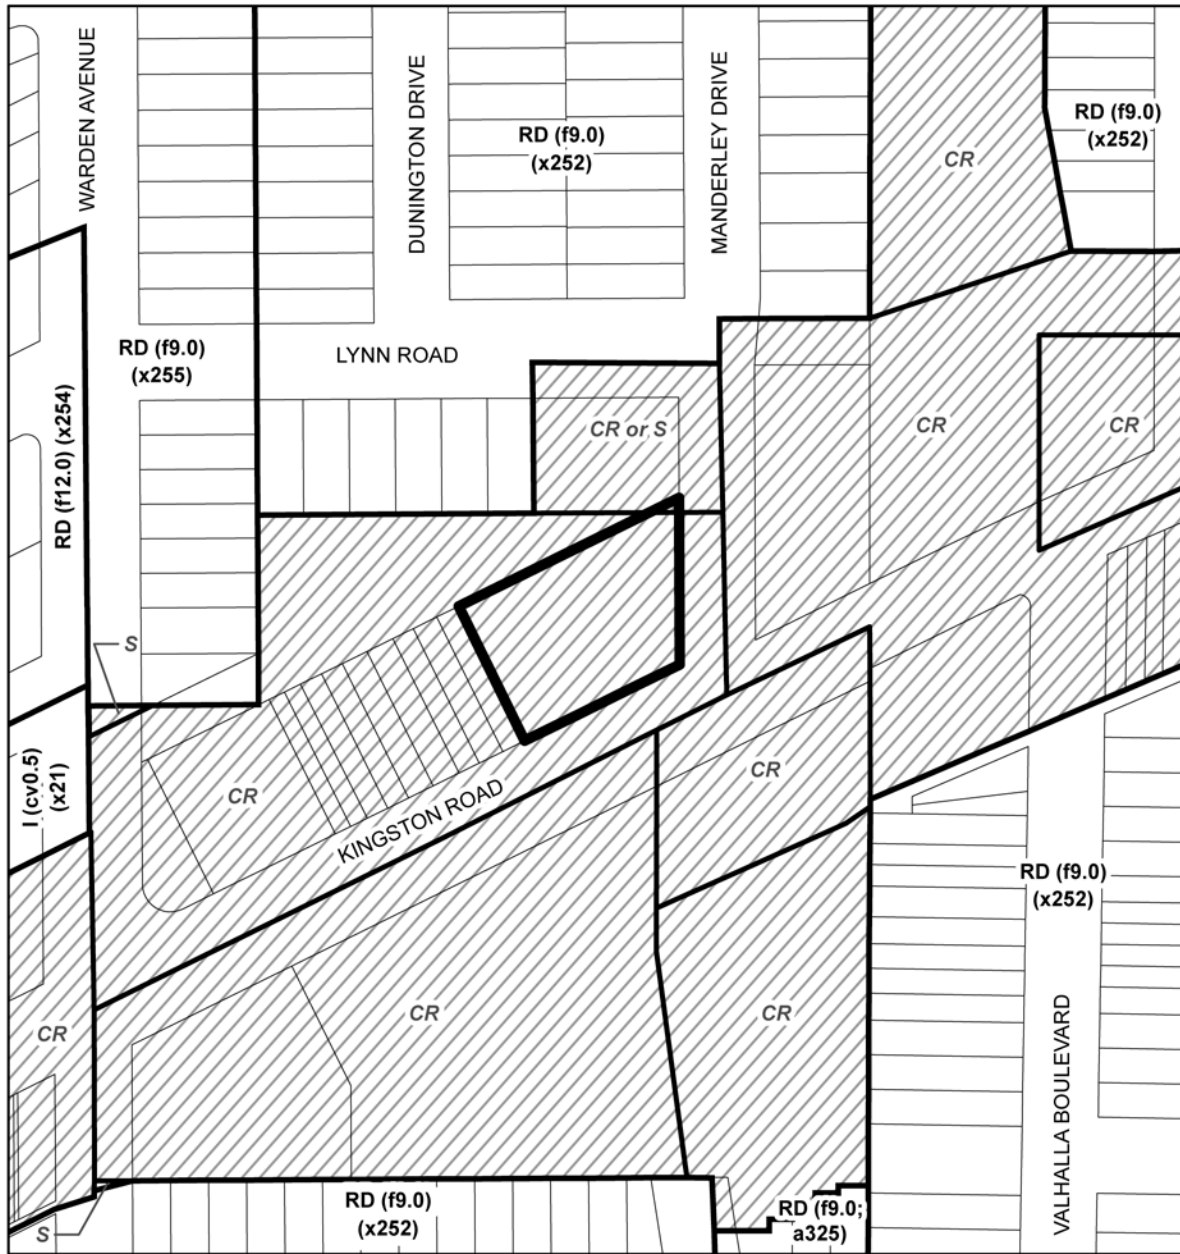 WARDEN AVENUE
DUNINGTON DRIVE
MANDERLEY DRIVE
RD (f9.0)
(x252)
RD (f9.0)
(x252)
CR
RD (f9.0)
(x255)
LYNN ROAD
RD (f12.0) (x254)
CR or S
CR
CR
S
I (cv0.5)
(x21)
CR
KINGSTON ROAD
CR
RD (f9.0)
(x252)
CR
CR
CR
VALHALLA BOULEVARD
RD (f9.0)
(x252)
RD (f9.0;
a325)
S